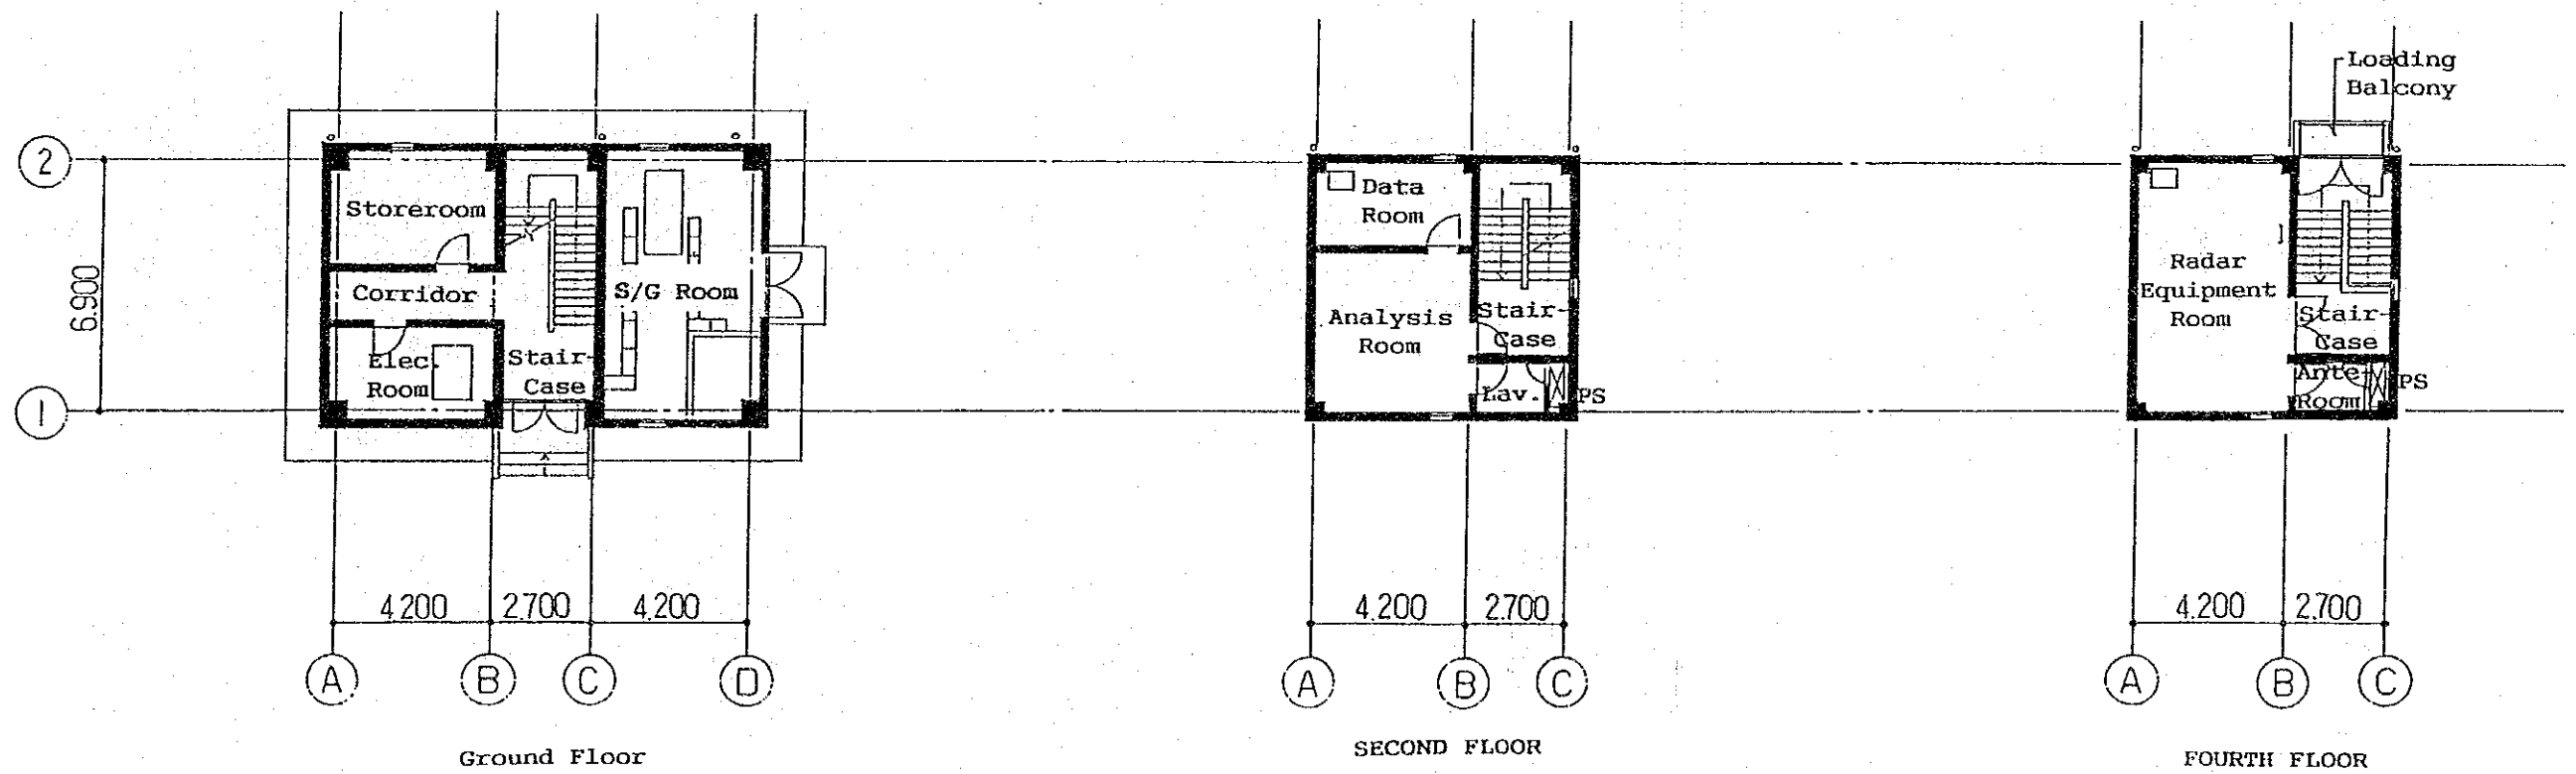 2
1
6.900
Storeroom
Corridor
Elec.
Room
Stair-
Case
S/G Room
4.200
2.700
4.200
A
B
C
D
Ground Floor
Data
Room
Analysis
Room
Stair-
Case
Lav.
PS
4.200
2.700
A
B
C
SECOND FLOOR
Loading
Balcony
Radar
Equipment
Room
Stair-
Case
Ante-
Room
PS
4.200
2.700
A
B
C
FOURTH FLOOR